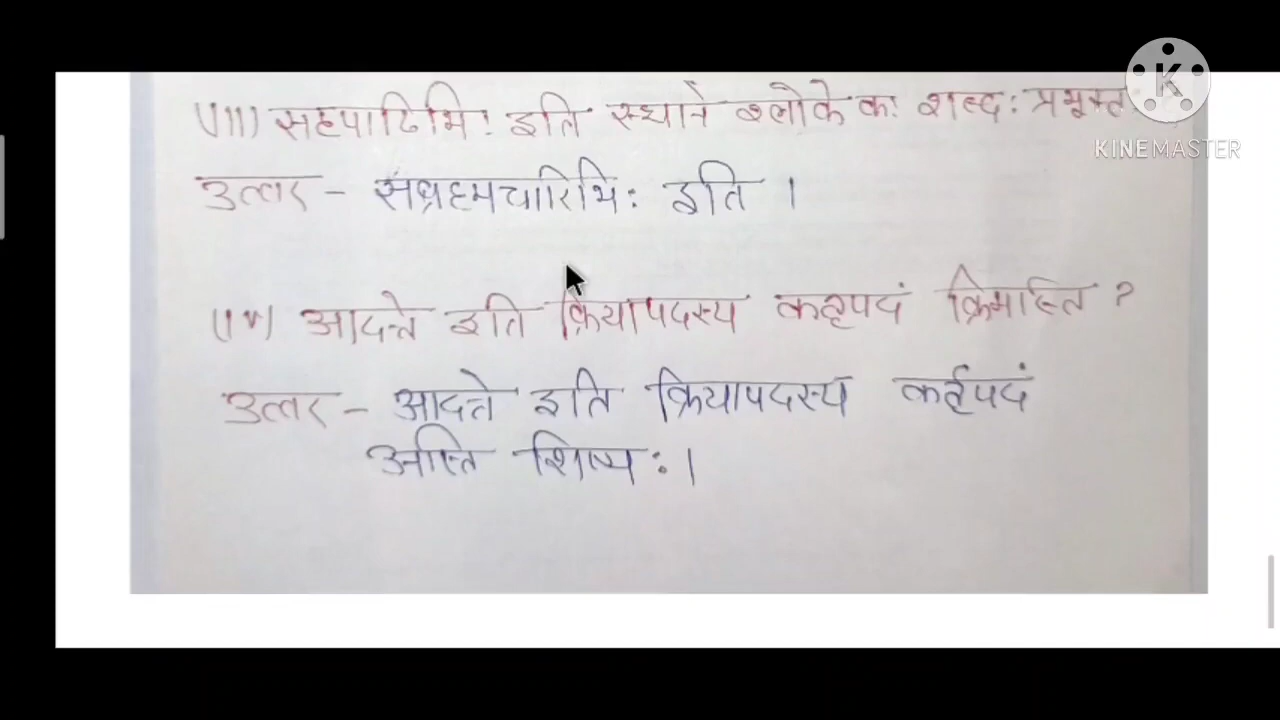 (iii) सहपाठिभिः इति स्थाने श्लोके कः शब्दः प्रयुक्तः
KINEMASTER
उत्तर - सब्रह्मचारिभिः इति ।
(iv) आदत्ते इति क्रियापदस्य कर्तृपदं किमस्ति ?
उत्तर - आदत्ते इति क्रियापदस्य कर्तृपदं
अस्ति शिष्यः ।